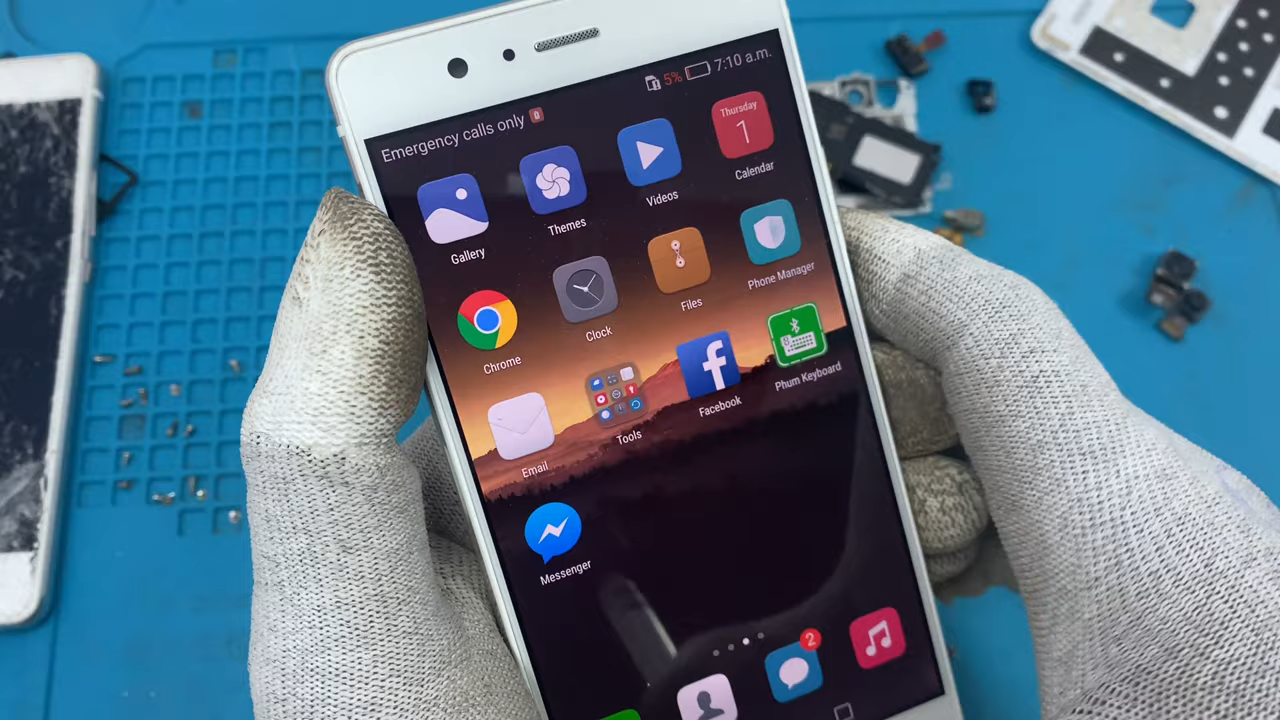 5% 7:10 a.m.
Emergency calls only
Thursday
1
Gallery Themes Videos Calendar
Chrome Clock Files Phone Manager
Email Tools Facebook Phum Keyboard
Messenger
2